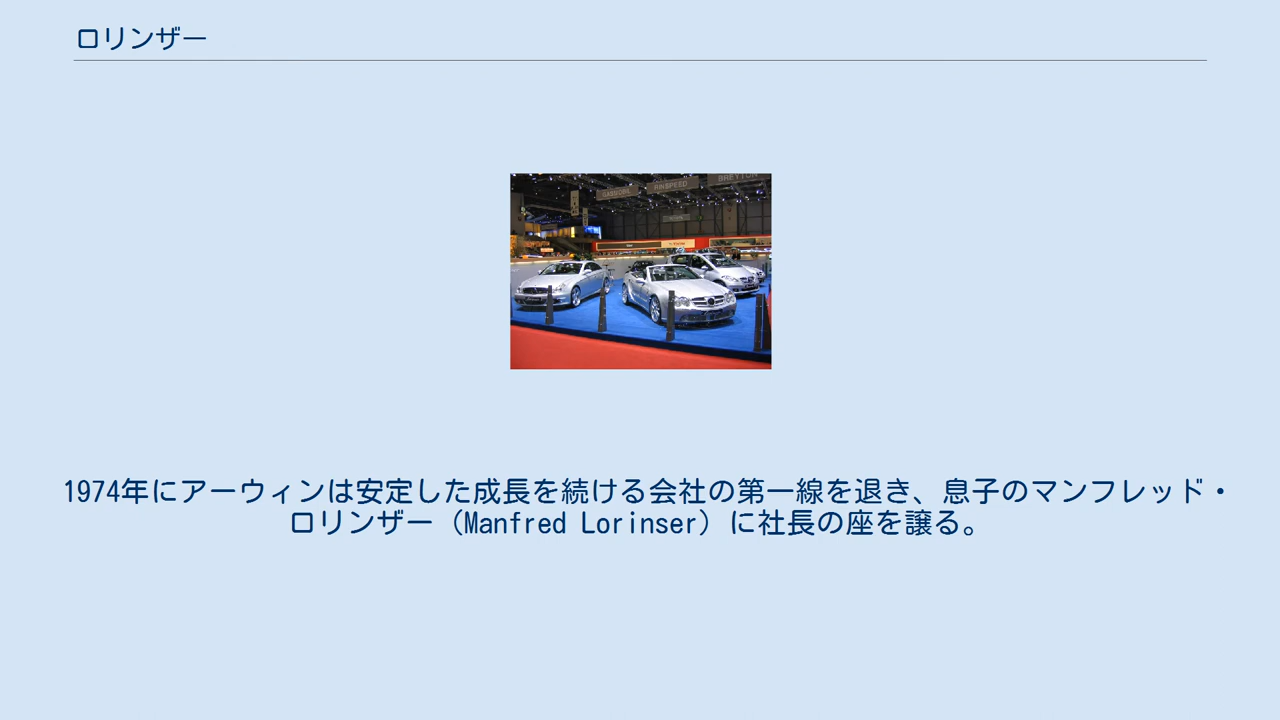 ロリンザー
RINSPEED
BREYTON
1974年にアーウィンは安定した成長を続ける会社の第一線を退き、息子のマンフレッド・
ロリンザー（Manfred Lorinser）に社長の座を譲る。